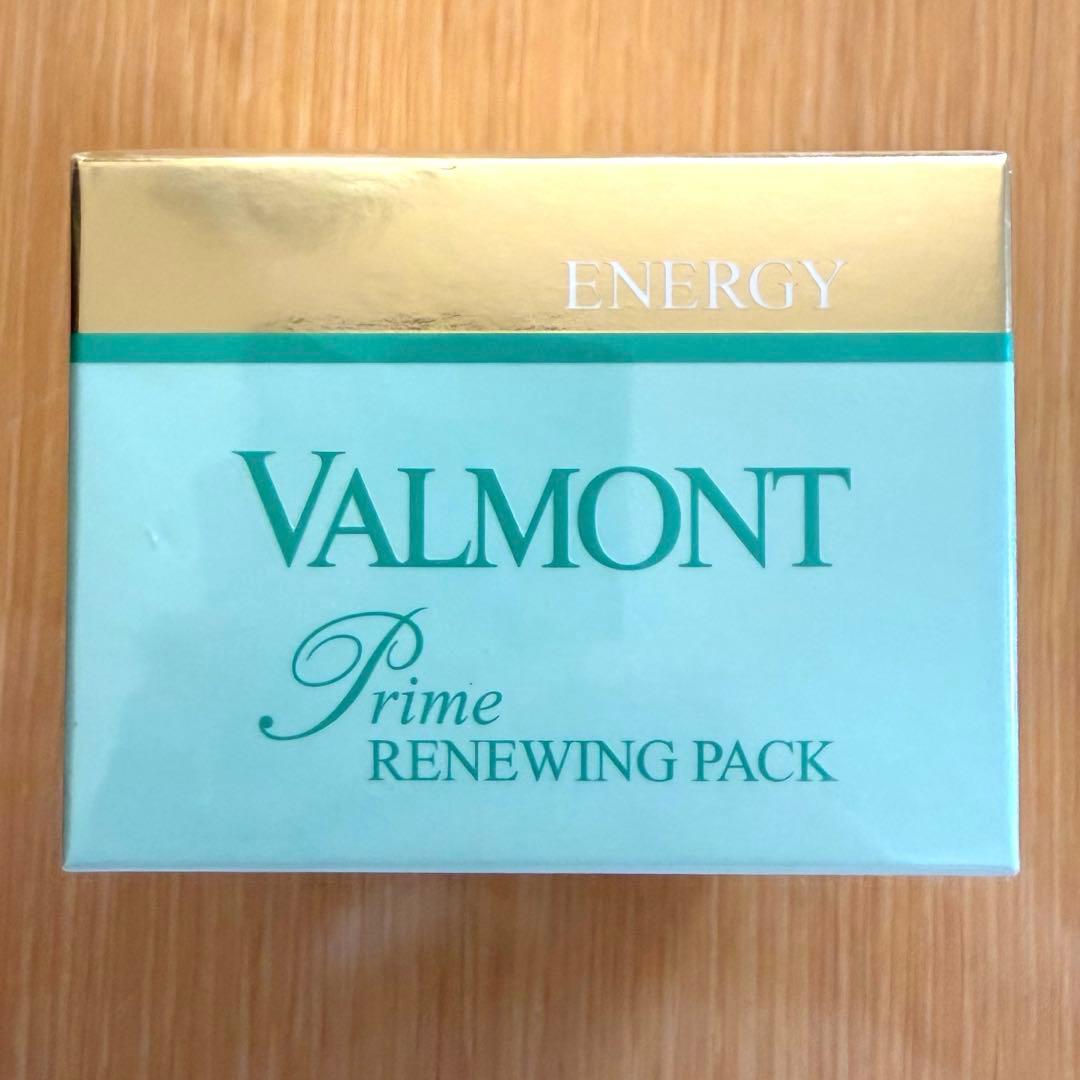 ENERGY
VALMONT
Prime
RENEWING PACK